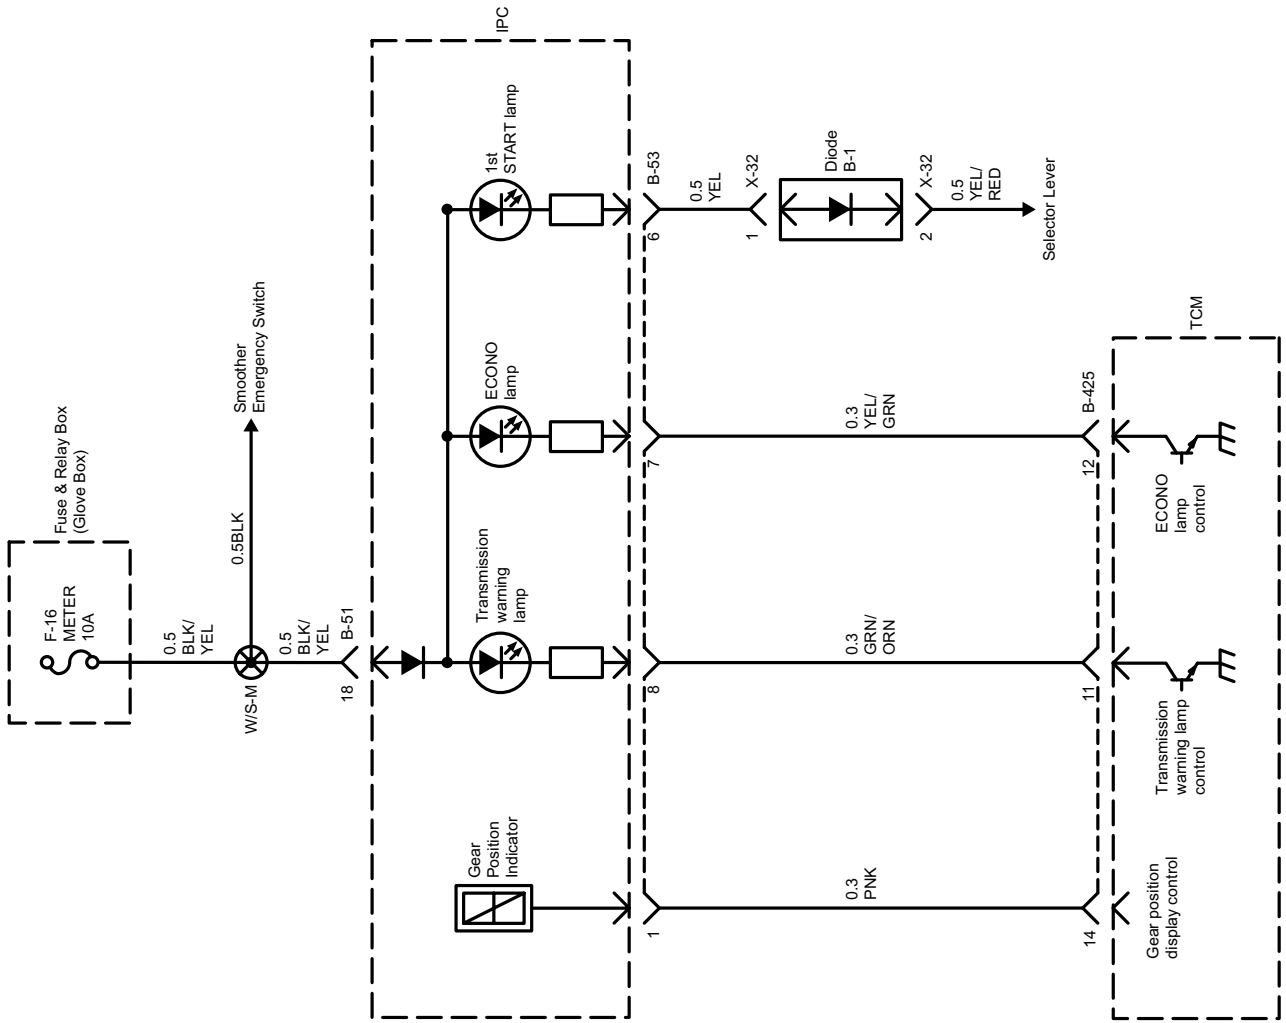 Fuse & Relay Box
(Glove Box)
F-16
METER
10A
0.5
BLK/
YEL
0.5BLK
Smoother
Emergency Switch
W/S-M
0.5
BLK/
YEL
B-51
18
IPC
Gear
Position
Indicator
Transmission
warning
lamp
ECONO
lamp
1st
START lamp
1
8
7
6
B-53
0.5
YEL
X-32
1
Diode
B-1
X-32
2
0.5
YEL/
RED
Selector Lever
0.3
PNK
0.3
GRN/
ORN
0.3
YEL/
GRN
14
11
12
B-425
TCM
Gear position
display control
Transmission
warning lamp
control
ECONO
lamp
control